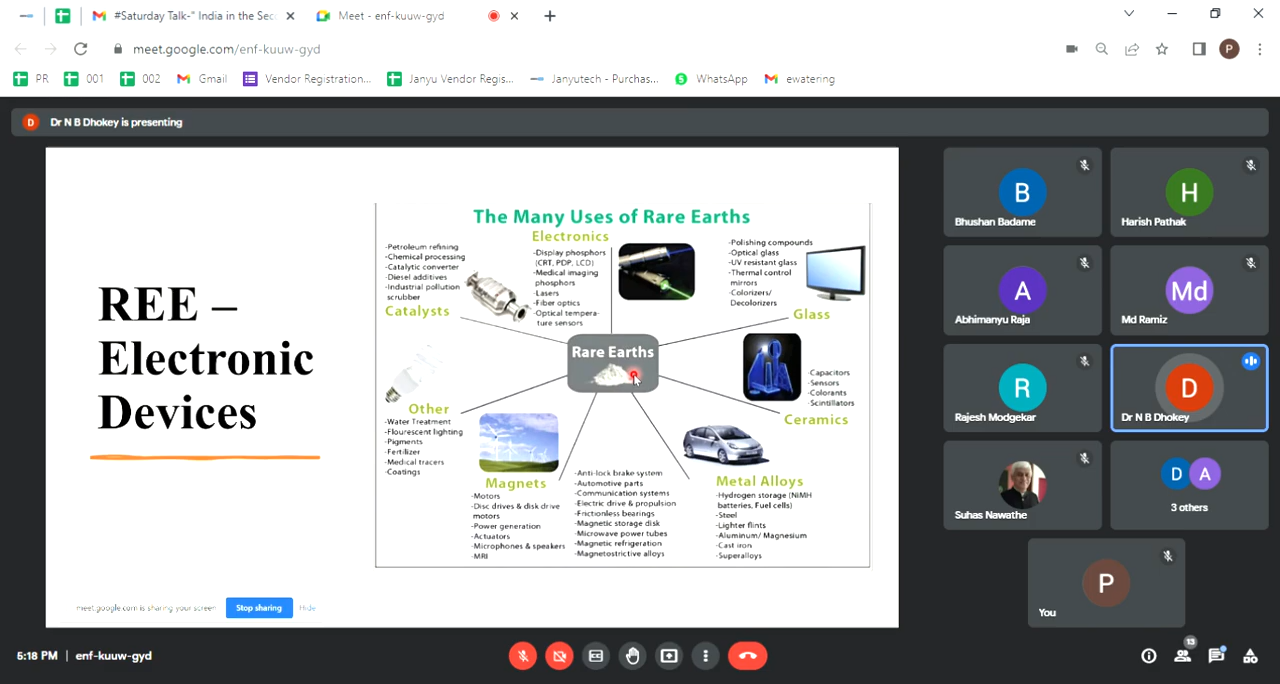 #Saturday Talk-" India in the Sec
Meet - enf-kuuw-gyd
meet.google.com/enf-kuuw-gyd
P
PR
001
002
Gmail
Vendor Registration...
Janyu Vendor Regis...
Janyutech - Purchas...
WhatsApp
ewatering
D
Dr N B Dhokey is presenting
REE –
Electronic
Devices
The Many Uses of Rare Earths
-Petroleum refining
-Chemical processing
-Catalytic converter
-Diesel additives
-Industrial pollution
scrubber
Catalysts
Electronics
-Display phosphors
(CRT, PDP, LCD)
-Medical imaging
phosphors
-Lasers
-Fiber optics
-Optical tempera-
ture sensors
-Polishing compounds
-Optical glass
-UV resistant glass
-Thermal control
mirrors
-Colorizers/
Decolorizers
Glass
Rare Earths
-Capacitors
-Sensors
-Colorants
-Scintillators
Ceramics
Other
-Water Treatment
-Flourescent lighting
-Pigments
-Fertilizer
-Medical tracers
-Coatings
Magnets
-Motors
-Disc drives & disk drive
motors
-Power generation
-Actuators
-Microphones & speakers
-MRI
-Anti-lock brake system
-Automotive parts
-Communication systems
-Electric drive & propulsion
-Frictionless bearings
-Magnetic storage disk
-Microwave power tubes
-Magnetic refrigeration
-Magnetostrictive alloys
Metal Alloys
-Hydrogen storage (NiMH
batteries, Fuel cells)
-Steel
-Lighter flints
-Aluminum/ Magnesium
-Cast iron
-Superalloys
meet.google.com is sharing your screen
Stop sharing
Hide
B
Bhushan Badame
H
Harish Pathak
A
Abhimanyu Raja
Md
Md Ramiz
R
Rajesh Modgekar
D
Dr N B Dhokey
Suhas Nawathe
D A
3 others
P
You
5:18 PM | enf-kuuw-gyd
13